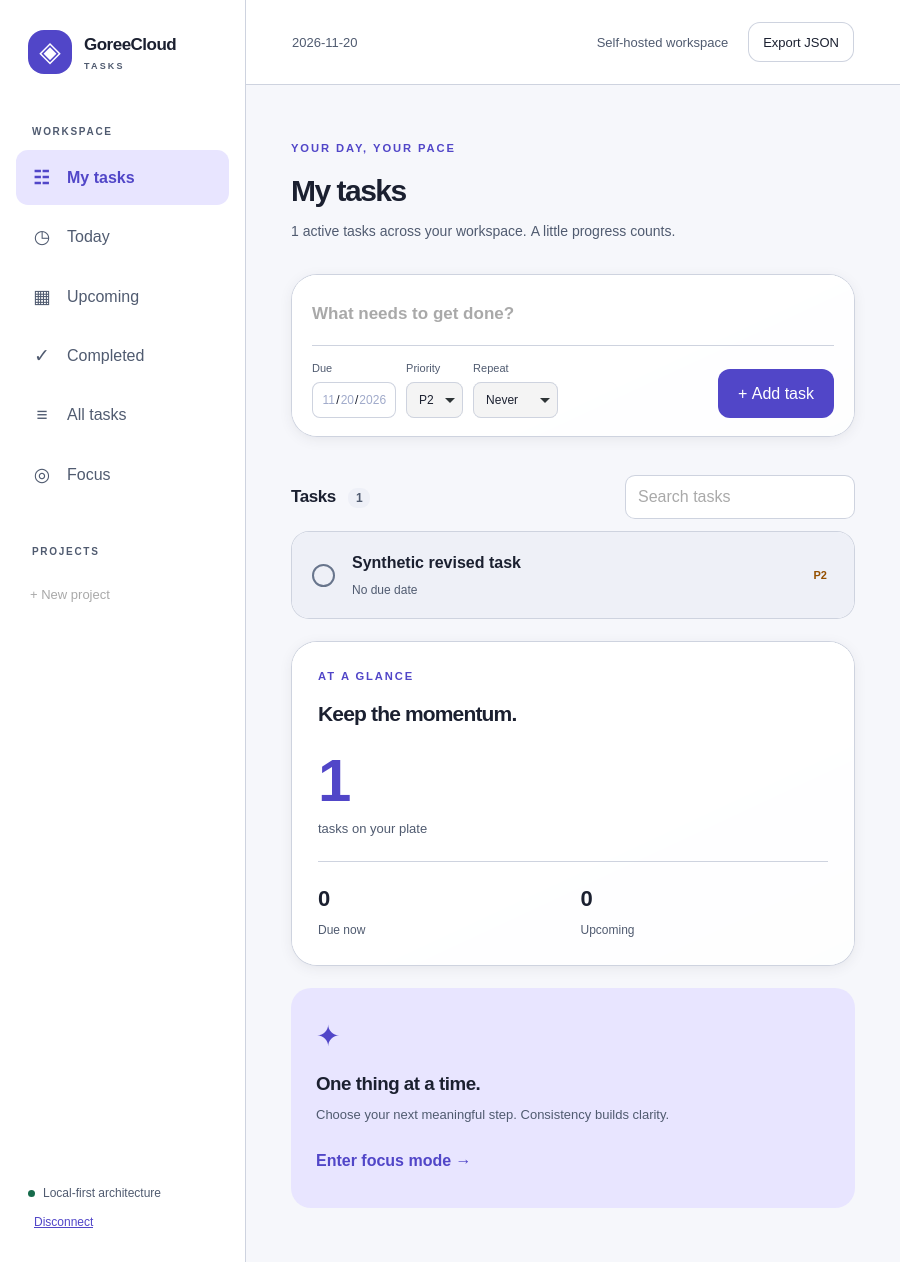 GoreeCloud
TASKS
WORKSPACE
My tasks
Today
Upcoming
Completed
All tasks
Focus
PROJECTS
+ New project
Local-first architecture
Disconnect
2026-11-20
Self-hosted workspace
Export JSON
YOUR DAY, YOUR PACE
My tasks
1 active tasks across your workspace. A little progress counts.
What needs to get done?
Due Priority Repeat
11/20/2026 P2 Never
+ Add task
Tasks 1
Search tasks
Synthetic revised task
No due date
P2
AT A GLANCE
Keep the momentum.
1
tasks on your plate
0 0
Due now Upcoming
One thing at a time.
Choose your next meaningful step. Consistency builds clarity.
Enter focus mode →